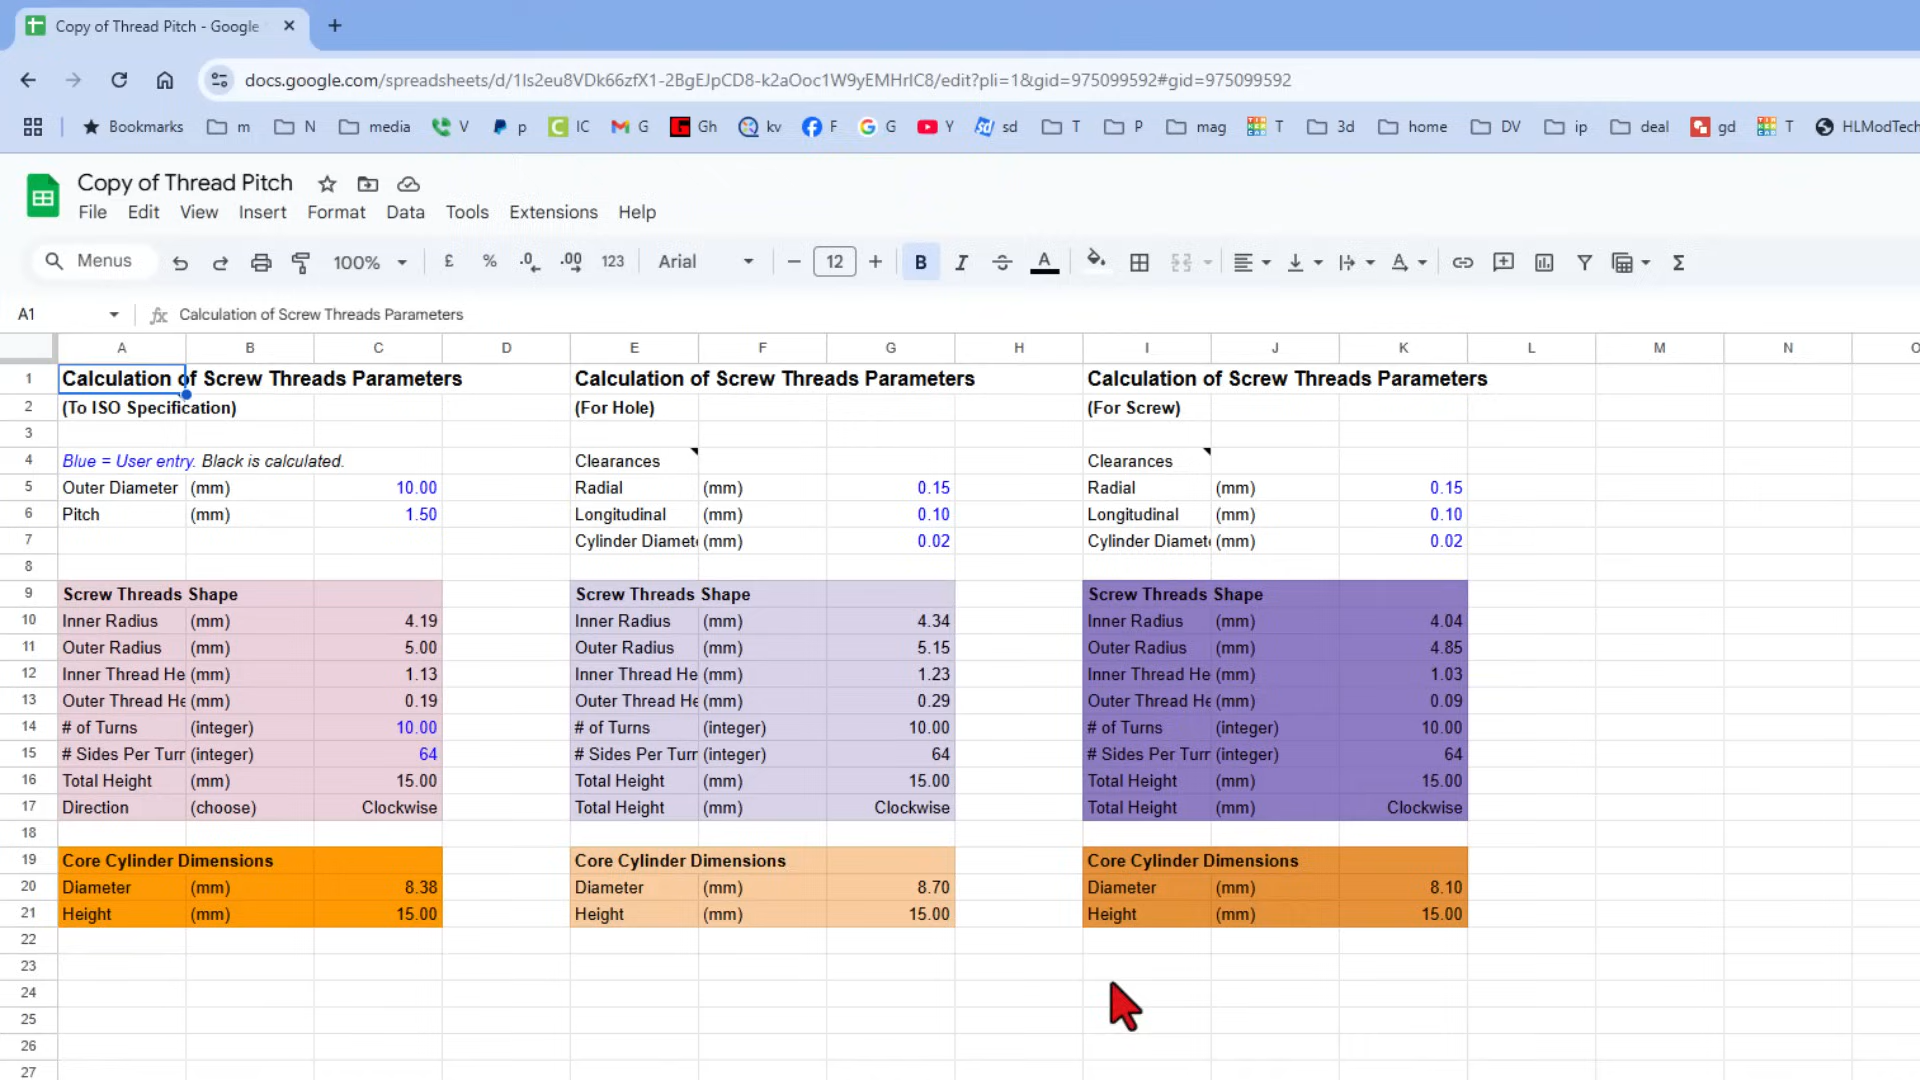 Copy of Thread Pitch - Google
docs.google.com/spreadsheets/d/1Is2eu8VDk66zfX1-2BgEJpCD8-k2aOoc1W9yEMHrIC8/edit?pli=1&gid=975099592#gid=975099592
Bookmarks m N media V p IC G Gh kv F G Y sd T P mag T 3d home DV ip deal gd T HLModTech
Copy of Thread Pitch
File Edit View Insert Format Data Tools Extensions Help
Menus 100% £ % .0 .00 123 Arial 12 B I A Σ
A1 fx Calculation of Screw Threads Parameters
A B C D E F G H I J K L M N O
1 Calculation of Screw Threads Parameters Calculation of Screw Threads Parameters Calculation of Screw Threads Parameters
2 (To ISO Specification) (For Hole) (For Screw)
3
4 Blue = User entry. Black is calculated. Clearances Clearances
5 Outer Diameter (mm) 10.00 Radial (mm) 0.15 Radial (mm) 0.15
6 Pitch (mm) 1.50 Longitudinal (mm) 0.10 Longitudinal (mm) 0.10
7 Cylinder Diamet (mm) 0.02 Cylinder Diamet (mm) 0.02
8
9 Screw Threads Shape Screw Threads Shape Screw Threads Shape
10 Inner Radius (mm) 4.19 Inner Radius (mm) 4.34 Inner Radius (mm) 4.04
11 Outer Radius (mm) 5.00 Outer Radius (mm) 5.15 Outer Radius (mm) 4.85
12 Inner Thread He (mm) 1.13 Inner Thread He (mm) 1.23 Inner Thread He (mm) 1.03
13 Outer Thread He (mm) 0.19 Outer Thread He (mm) 0.29 Outer Thread He (mm) 0.09
14 # of Turns (integer) 10.00 # of Turns (integer) 10.00 # of Turns (integer) 10.00
15 # Sides Per Turr (integer) 64 # Sides Per Turr (integer) 64 # Sides Per Turr (integer) 64
16 Total Height (mm) 15.00 Total Height (mm) 15.00 Total Height (mm) 15.00
17 Direction (choose) Clockwise Total Height (mm) Clockwise Total Height (mm) Clockwise
18
19 Core Cylinder Dimensions Core Cylinder Dimensions Core Cylinder Dimensions
20 Diameter (mm) 8.38 Diameter (mm) 8.70 Diameter (mm) 8.10
21 Height (mm) 15.00 Height (mm) 15.00 Height (mm) 15.00
22
23
24
25
26
27